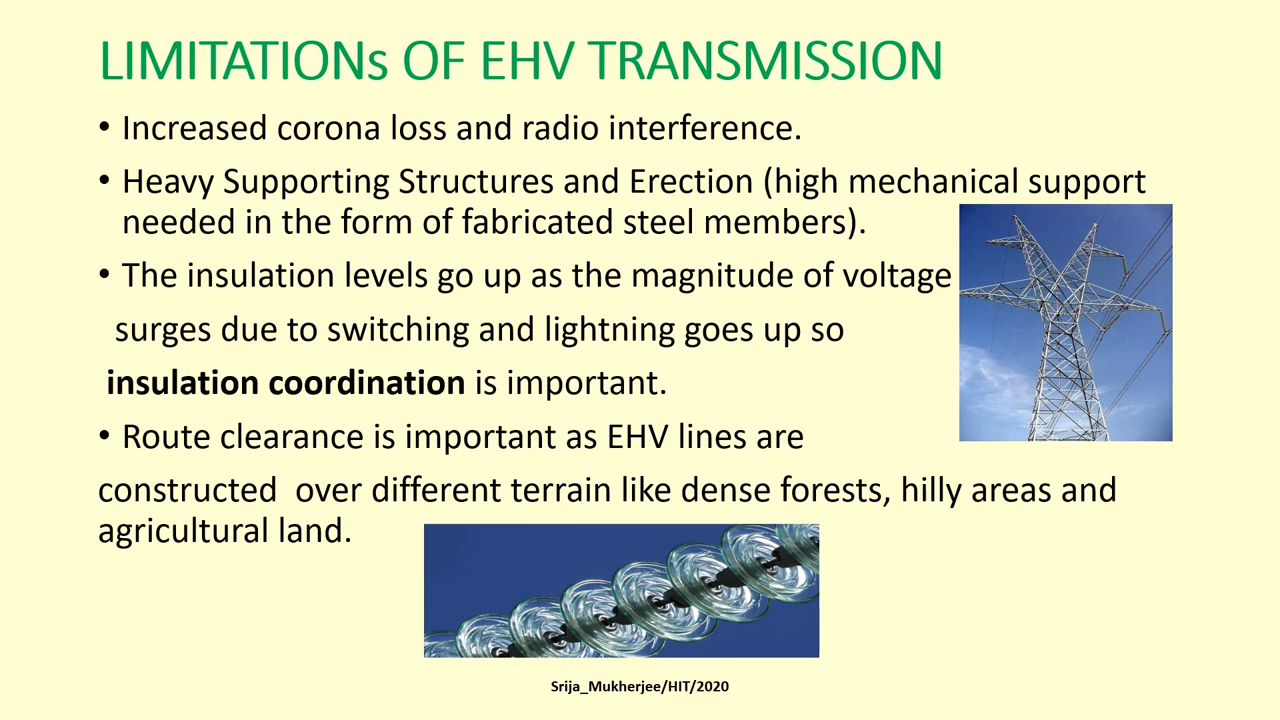 LIMITATIONs OF EHV TRANSMISSION
• Increased corona loss and radio interference.
• Heavy Supporting Structures and Erection (high mechanical support
needed in the form of fabricated steel members).
• The insulation levels go up as the magnitude of voltage
surges due to switching and lightning goes up so
insulation coordination is important.
• Route clearance is important as EHV lines are
constructed  over different terrain like dense forests, hilly areas and
agricultural land.
Srija_Mukherjee/HIT/2020